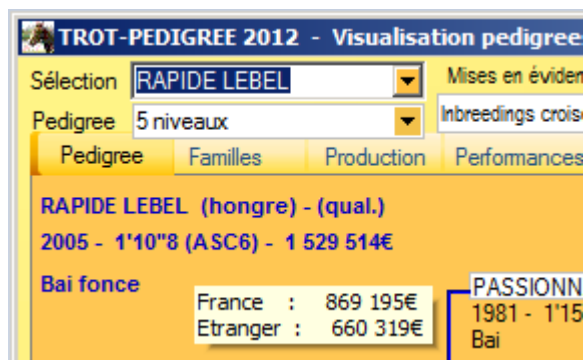 TROT-PEDIGREE 2012 - Visualisation pedigree
Sélection RAPIDE LEBEL Mises en éviden
Pedigree 5 niveaux Inbreedings crois
Pedigree Familles Production Performances
RAPIDE LEBEL (hongre) - (qual.)
2005 - 1'10"8 (ASC6) - 1 529 514€
Bai fonce
France : 869 195€
Etranger : 660 319€
PASSIONN
1981 - 1'15
Bai